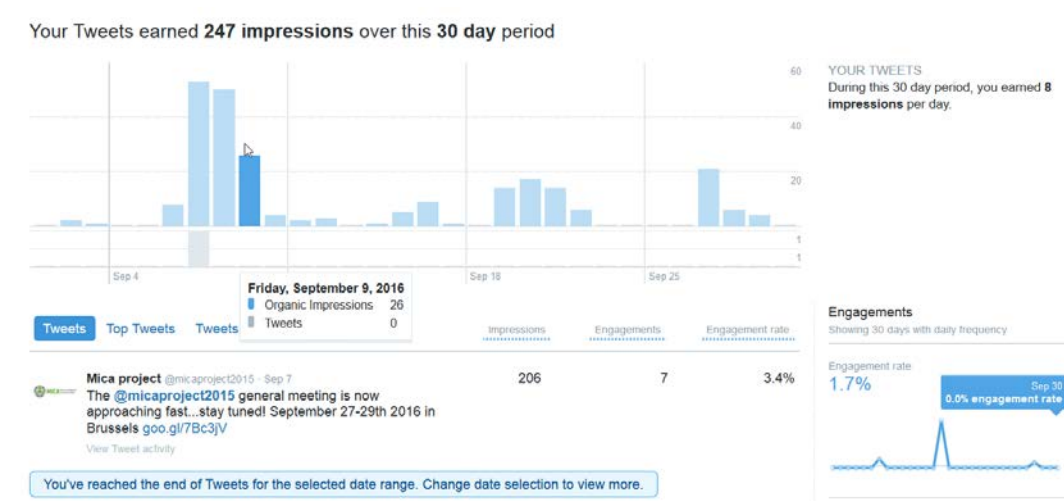 Your Tweets earned 247 impressions over this 30 day period
60
40
20
1
1
Sep 4
Sep 18
Sep 25
YOUR TWEETS
During this 30 day period, you earned 8
impressions per day.
Friday, September 9, 2016
Organic Impressions 26
Tweets 0
Tweets Top Tweets Tweets Impressions Engagements Engagement rate
Mica project @micaproject2015 · Sep 7 206 7 3.4%
The @micaproject2015 general meeting is now
approaching fast...stay tuned! September 27-29th 2016 in
Brussels goo.gl/7Bc3jV
View Tweet activity
You've reached the end of Tweets for the selected date range. Change date selection to view more.
Engagements
Showing 30 days with daily frequency
Engagement rate
1.7%
Sep 30
0.0% engagement rate